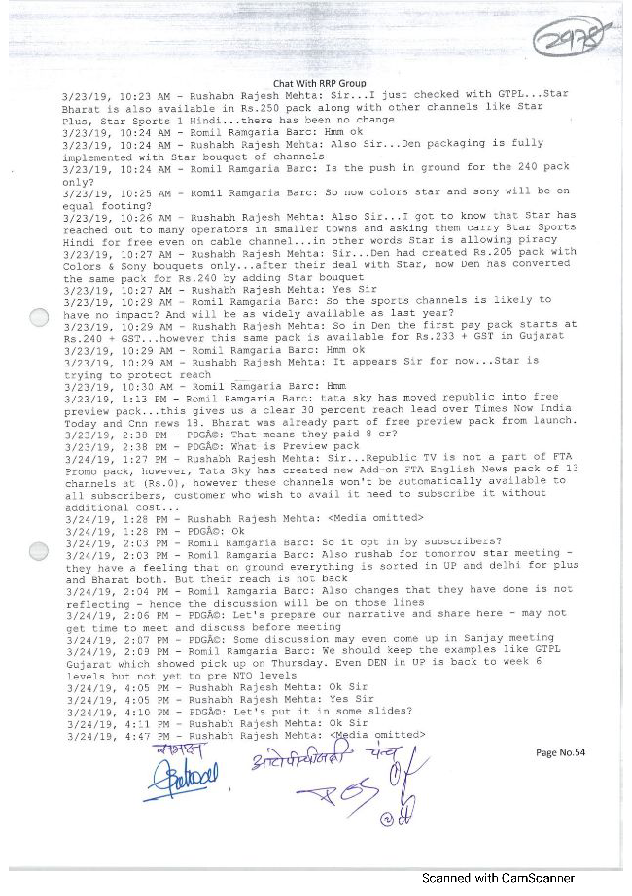 2978
Chat With RRP Group
3/23/19, 10:23 AM - Rushabh Rajesh Mehta: Sir...I just checked with GTPL...Star
Bharat is also available in Rs.250 pack along with other channels like Star
Plus, Star Sports 1 Hindi...there has been no change
3/23/19, 10:24 AM - Romil Ramgaria Barc: Hmm ok
3/23/19, 10:24 AM - Rushabh Rajesh Mehta: Also Sir...Den packaging is fully
implemented with Star bouquet of channels
3/23/19, 10:24 AM - Romil Ramgaria Barc: Is the push in ground for the 240 pack
only?
3/23/19, 10:25 AM - Romil Ramgaria Barc: So now colors star and sony will be on
equal footing?
3/23/19, 10:26 AM - Rushabh Rajesh Mehta: Also Sir...I got to know that Star has
reached out to many operators in smaller towns and asking them carry Star Sports
Hindi for free even on cable channel...in other words Star is allowing piracy
3/23/19, 10:27 AM - Rushabh Rajesh Mehta: Sir...Den had created Rs.205 pack with
Colors & Sony bouquets only...after their deal with Star, now Den has converted
the same pack for Rs.240 by adding Star bouquet
3/23/19, 10:27 AM - Rushabh Rajesh Mehta: Yes Sir
3/23/19, 10:29 AM - Romil Ramgaria Barc: So the sports channels is likely to
have no impact? And will be as widely available as last year?
3/23/19, 10:29 AM - Rushabh Rajesh Mehta: So in Den the first pay pack starts at
Rs.240 + GST...however this same pack is available for Rs.233 + GST in Gujarat
3/23/19, 10:29 AM - Romil Ramgaria Barc: Hmm ok
3/23/19, 10:29 AM - Rushabh Rajesh Mehta: It appears Sir for now...Star is
trying to protect reach
3/23/19, 10:30 AM - Romil Ramgaria Barc: Hmm
3/23/19, 1:13 PM - Romil Ramgaria Barc: tata sky has moved republic into free
preview pack...this gives us a clear 30 percent reach lead over Times Now India
Today and Cnn news 18. Bharat was already part of free preview pack from launch.
3/23/19, 2:38 PM - PDGÂ©: That means they paid 8 cr?
3/23/19, 2:38 PM - PDGÂ©: What is Preview pack
3/24/19, 1:27 PM - Rushabh Rajesh Mehta: Sir...Republic TV is not a part of FTA
Promo pack, however, Tata Sky has created new Add-on FTA English News pack of 13
channels at (Rs.0), however these channels won't be automatically available to
all subscribers, customer who wish to avail it need to subscribe it without
additional cost...
3/24/19, 1:28 PM - Rushabh Rajesh Mehta: <Media omitted>
3/24/19, 1:28 PM - PDGÂ©: Ok
3/24/19, 2:03 PM - Romil Ramgaria Barc: So it opt in by subscribers?
3/24/19, 2:03 PM - Romil Ramgaria Barc: Also rushab for tomorrow star meeting -
they have a feeling that on ground everything is sorted in UP and delhi for plus
and Bharat both. But their reach is not back
3/24/19, 2:04 PM - Romil Ramgaria Barc: Also changes that they have done is not
reflecting - hence the discussion will be on those lines
3/24/19, 2:06 PM - PDGÂ©: Let's prepare our narrative and share here - may not
get time to meet and discuss before meeting
3/24/19, 2:07 PM - PDGÂ©: Some discussion may even come up in Sanjay meeting
3/24/19, 2:09 PM - Romil Ramgaria Barc: We should keep the examples like GTPL
Gujarat which showed pick up on Thursday. Even DEN in UP is back to week 6
levels but not yet to pre NTO levels
3/24/19, 4:05 PM - Rushabh Rajesh Mehta: Ok Sir
3/24/19, 4:05 PM - Rushabh Rajesh Mehta: Yes Sir
3/24/19, 4:10 PM - PDGÂ©: Let's put it in some slides?
3/24/19, 4:11 PM - Rushabh Rajesh Mehta: Ok Sir
3/24/19, 4:47 PM - Rushabh Rajesh Mehta: <Media omitted>
पंच
Page No.54
Scanned with CamScanner